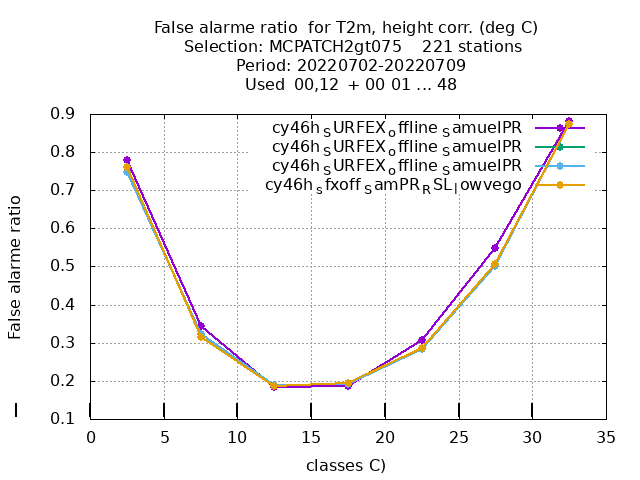 False alarme ratio for T2m, height corr. (deg C)
Selection: MCPATCH2gt075 221 stations
Period: 20220702-20220709
Used 00,12 + 00 01 ... 48
cy46h_SURFEX_offline_SamuelPR
cy46h_SURFEX_offline_SamuelPR
cy46h_SURFEX_offline_SamuelPR
cy46h_sfxoff_SamPR_RSL_lowvego
0.9
0.8
0.7
0.6
0.5
0.4
0.3
0.2
0.1
False alarme ratio
0 5 10 15 20 25 30 35
classes C)